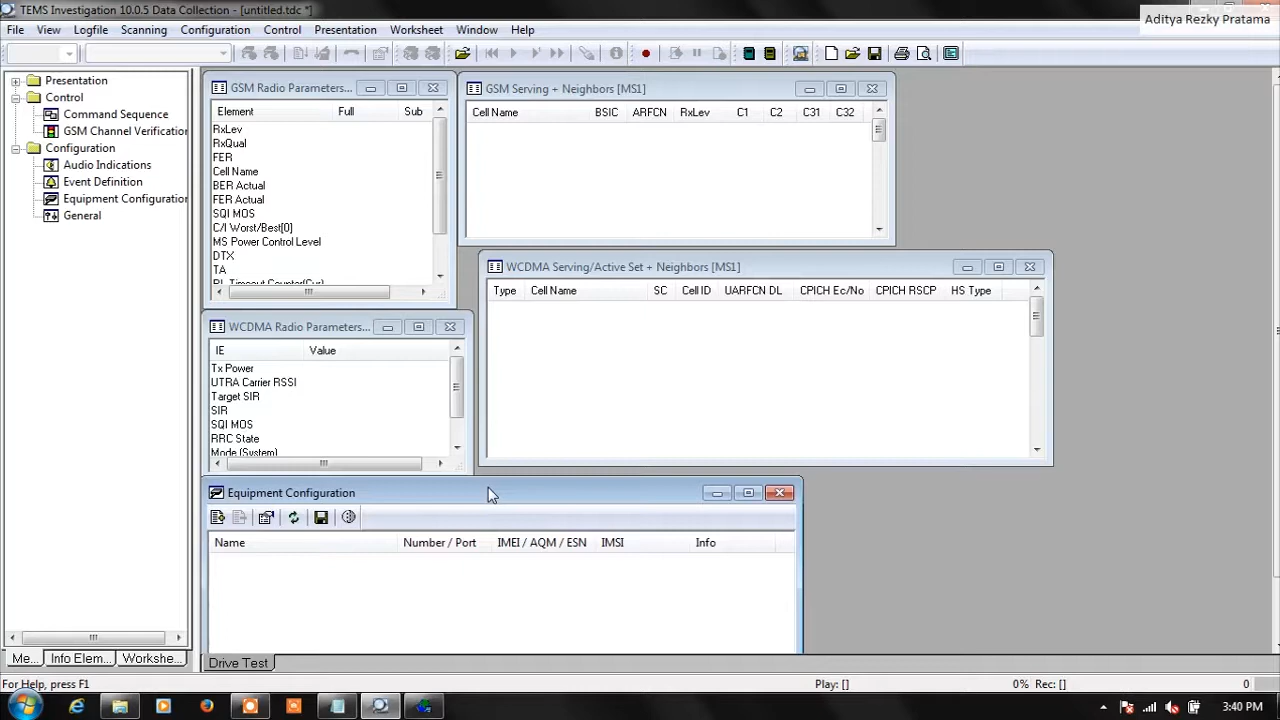 TEMS Investigation 10.0.5 Data Collection - [untitled.tdc *]
Aditya Rezky Pratama
File View Logfile Scanning Configuration Control Presentation Worksheet Window Help
Presentation
Control
Command Sequence
GSM Channel Verificatio
Configuration
Audio Indications
Event Definition
Equipment Configuratio
General
Me... Info Elem... Workshe...
GSM Radio Parameters...
Element Full Sub
RxLev
RxQual
FER
Cell Name
BER Actual
FER Actual
SQI MOS
C/I Worst/Best[0]
MS Power Control Level
DTX
TA
RL Timeout Counter(Cur)
GSM Serving + Neighbors [MS1]
Cell Name BSIC ARFCN RxLev C1 C2 C31 C32
WCDMA Serving/Active Set + Neighbors [MS1]
Type Cell Name SC Cell ID UARFCN DL CPICH Ec/No CPICH RSCP HS Type
WCDMA Radio Parameters...
IE Value
Tx Power
UTRA Carrier RSSI
Target SIR
SIR
SQI MOS
RRC State
Mode (System)
Equipment Configuration
Name Number / Port IMEI / AQM / ESN IMSI Info
Drive Test
For Help, press F1
Play: [] 0% Rec: [] 0
3:40 PM